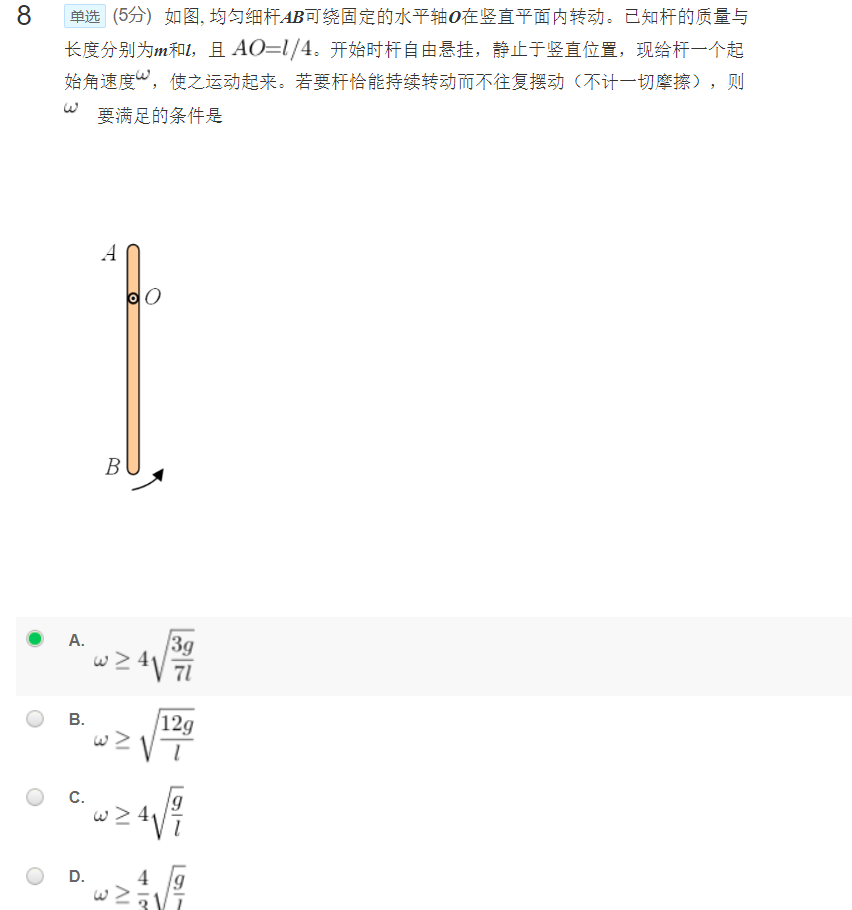 8 单选 (5分) 如图, 均匀细杆AB可绕固定的水平轴O在竖直平面内转动。已知杆的质量与
长度分别为m和l，且 AO=l/4。开始时杆自由悬挂，静止于竖直位置，现给杆一个起
始角速度ω，使之运动起来。若要杆恰能持续转动而不往复摆动（不计一切摩擦），则
ω 要满足的条件是
A
O
B
A. ω ≥ 4√(3g/7l)
B. ω ≥ √(12g/l)
C. ω ≥ 4√(g/l)
D. ω ≥ 4/3√(g/l)